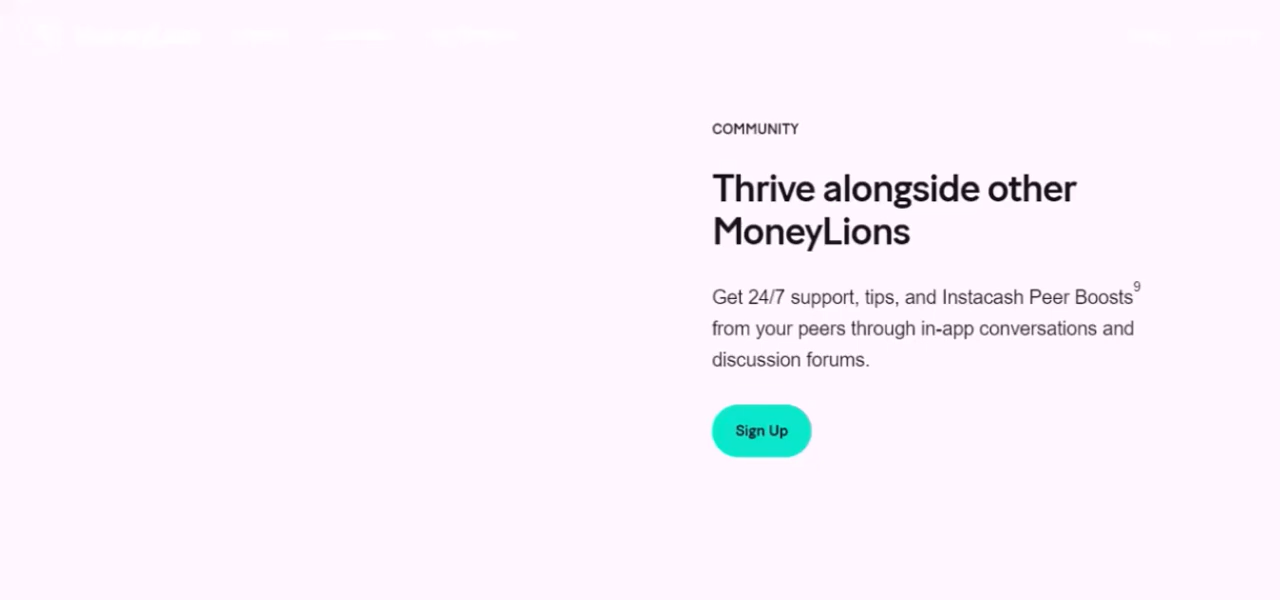 COMMUNITY
Thrive alongside other
MoneyLions
Get 24/7 support, tips, and Instacash Peer Boosts9
from your peers through in-app conversations and
discussion forums.
Sign Up